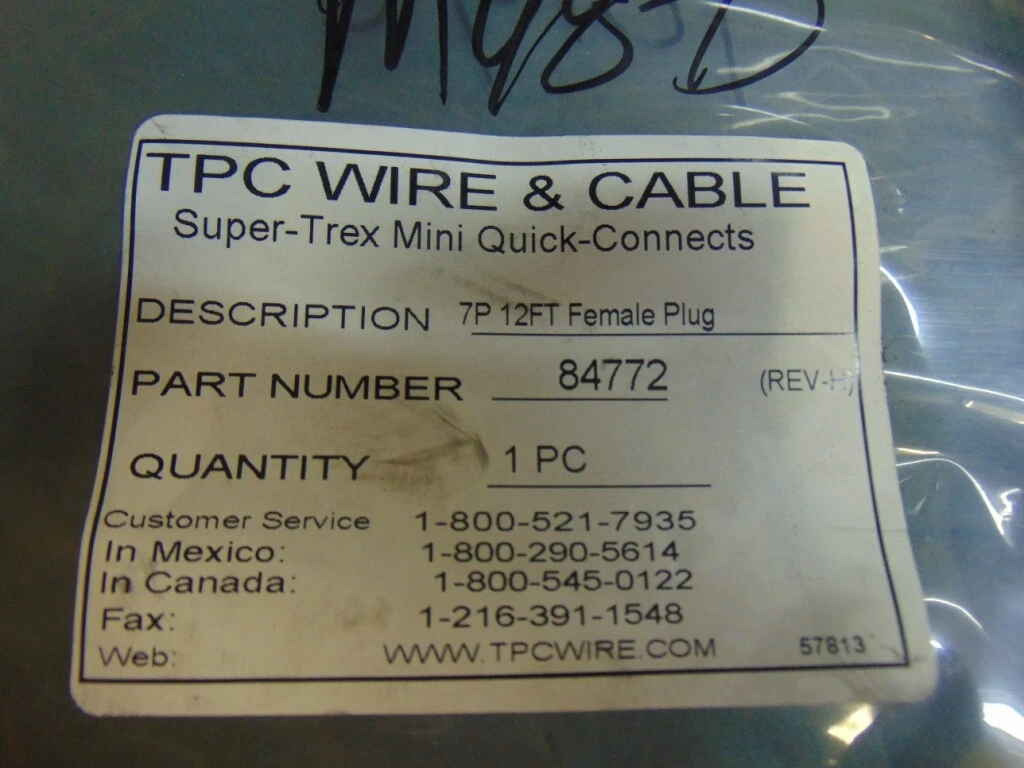 M98-D
TPC WIRE & CABLE
Super-Trex Mini Quick-Connects
DESCRIPTION 7P 12FT Female Plug
PART NUMBER 84772 (REV-H)
QUANTITY 1 PC
Customer Service 1-800-521-7935
In Mexico: 1-800-290-5614
In Canada: 1-800-545-0122
Fax: 1-216-391-1548
Web: WWW.TPCWIRE.COM 57813